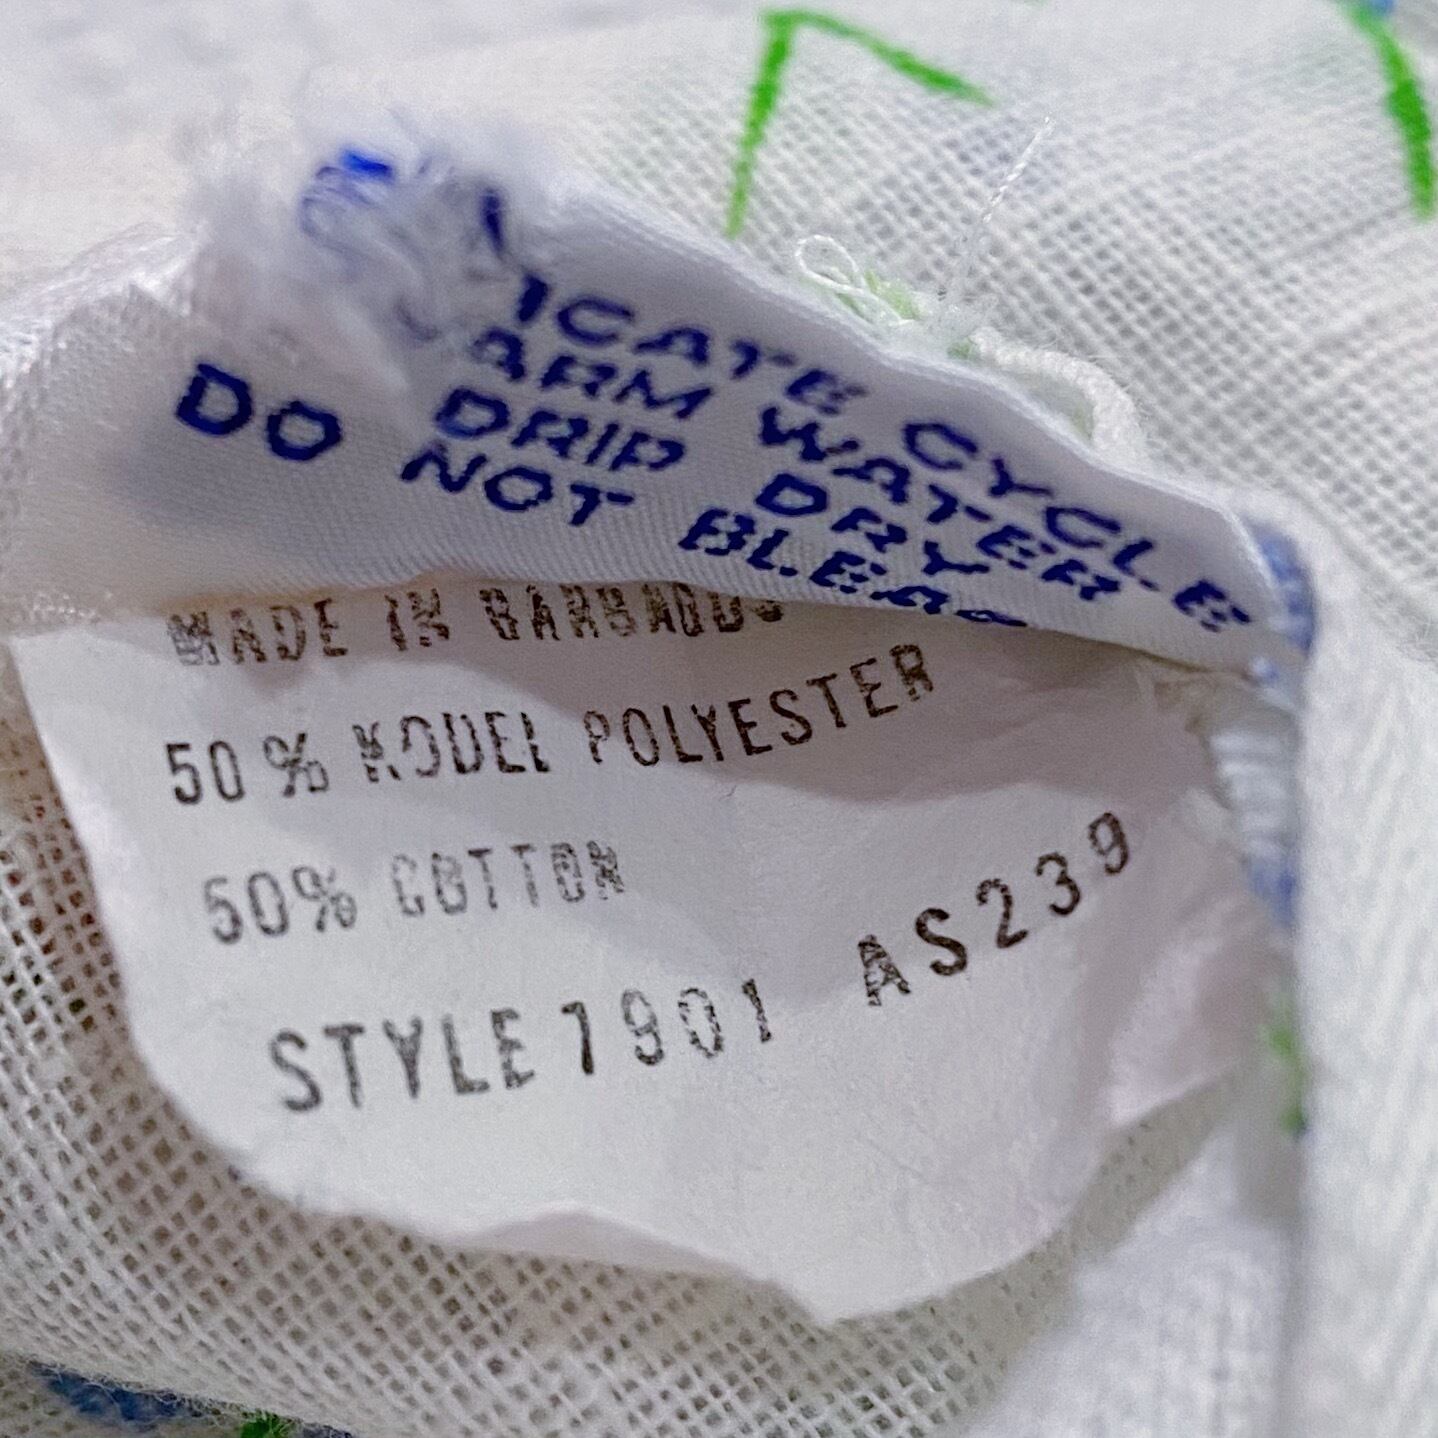 ICATE CYCLE
ARM WATER
DRIP DRY
DO NOT BLEAC
MADE IN BARBADOS
50% KODEL POLYESTER
50% COTTON
STYLE 1901 AS239